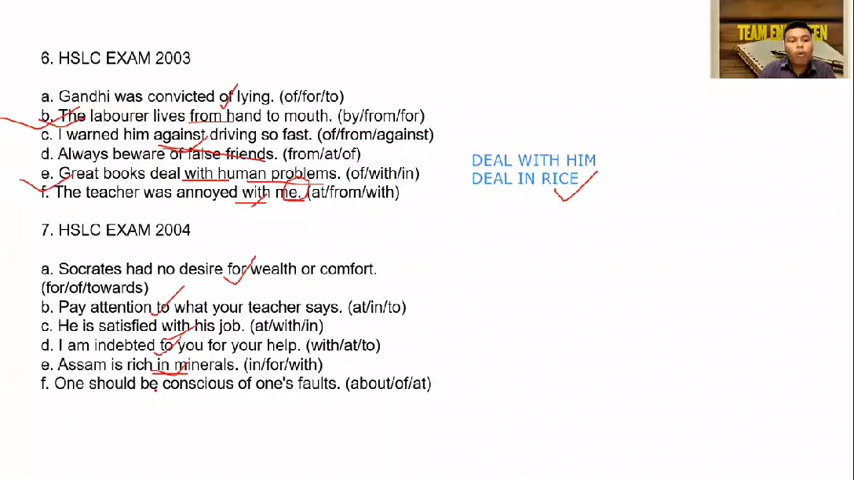 TEAM EN
EN
6. HSLC EXAM 2003
a. Gandhi was convicted of lying. (of/for/to)
b. The labourer lives from hand to mouth. (by/from/for)
c. I warned him against driving so fast. (of/from/against)
d. Always beware of false friends. (from/at/of)
e. Great books deal with human problems. (of/with/in)
f. The teacher was annoyed with me. (at/from/with)
DEAL WITH HIM
DEAL IN RICE
7. HSLC EXAM 2004
a. Socrates had no desire for wealth or comfort.
(for/of/towards)
b. Pay attention to what your teacher says. (at/in/to)
c. He is satisfied with his job. (at/with/in)
d. I am indebted to you for your help. (with/at/to)
e. Assam is rich in minerals. (in/for/with)
f. One should be conscious of one's faults. (about/of/at)